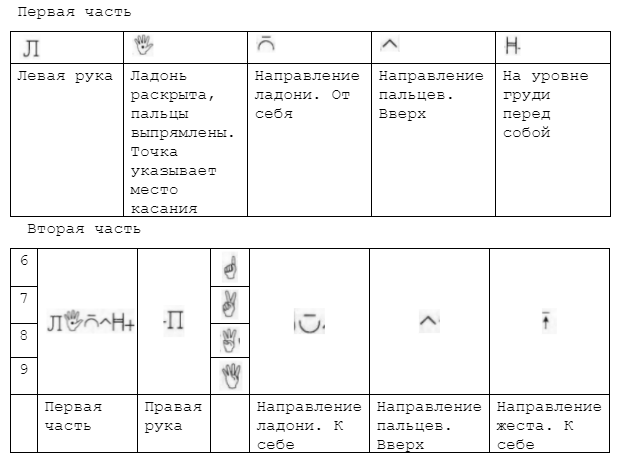 Первая часть
Л
Левая рука
Ладонь
раскрыта,
пальцы
выпрямлены.
Точка
указывает
место
касания
Направление
ладони. От
себя
Направление
пальцев.
Вверх
На уровне
груди
перед
собой
Вторая часть
6
7
8
9
Л
П
Первая
часть
Правая
рука
Направление
ладони. К
себе
Направление
пальцев.
Вверх
Направление
жеста. К
себе